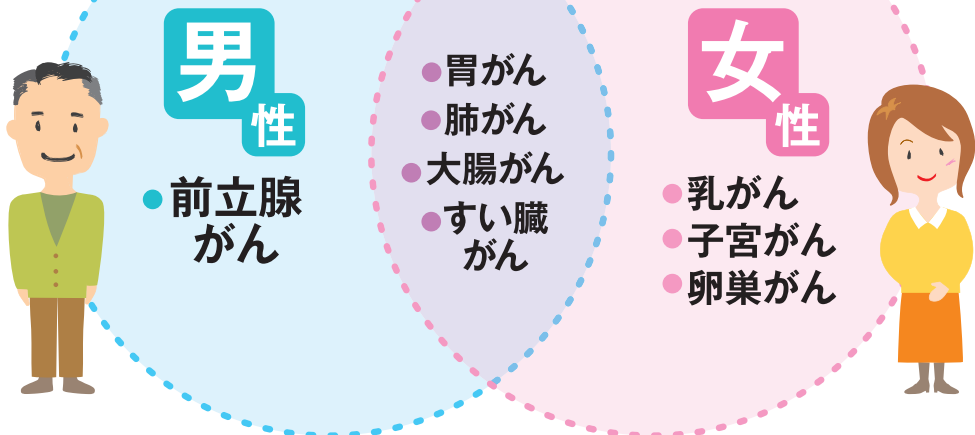 男性
●前立腺
がん
●胃がん
●肺がん
●大腸がん
●すい臓
がん
女性
●乳がん
●子宮がん
●卵巣がん